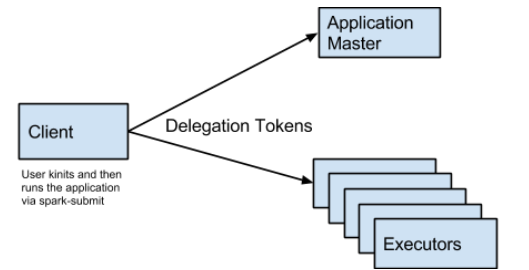 Application
Master
Client
Delegation Tokens
User kinits and then
runs the application
via spark-submit
Executors